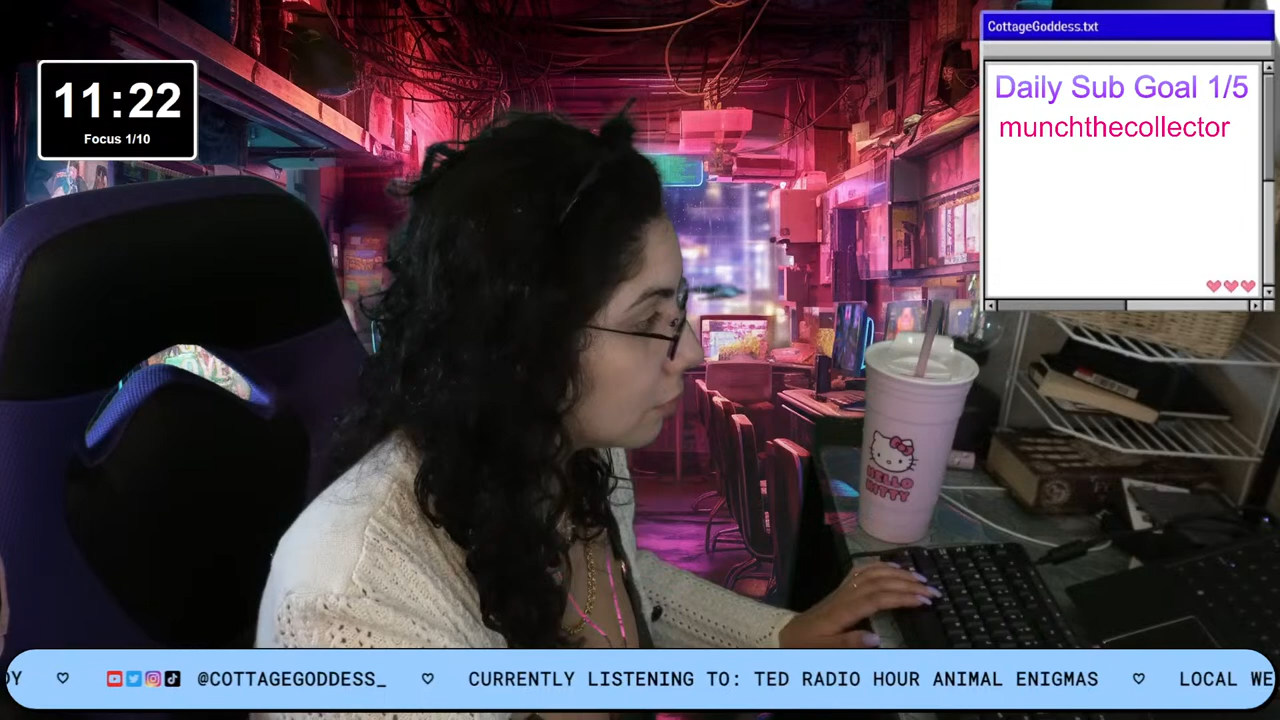 CottageGoddess.txt
Daily Sub Goal 1/5
munchthecollector
11:22
Focus 1/10
HELLO
KITTY
@COTTAGEGODDESS_ CURRENTLY LISTENING TO: TED RADIO HOUR ANIMAL ENIGMAS LOCAL WE